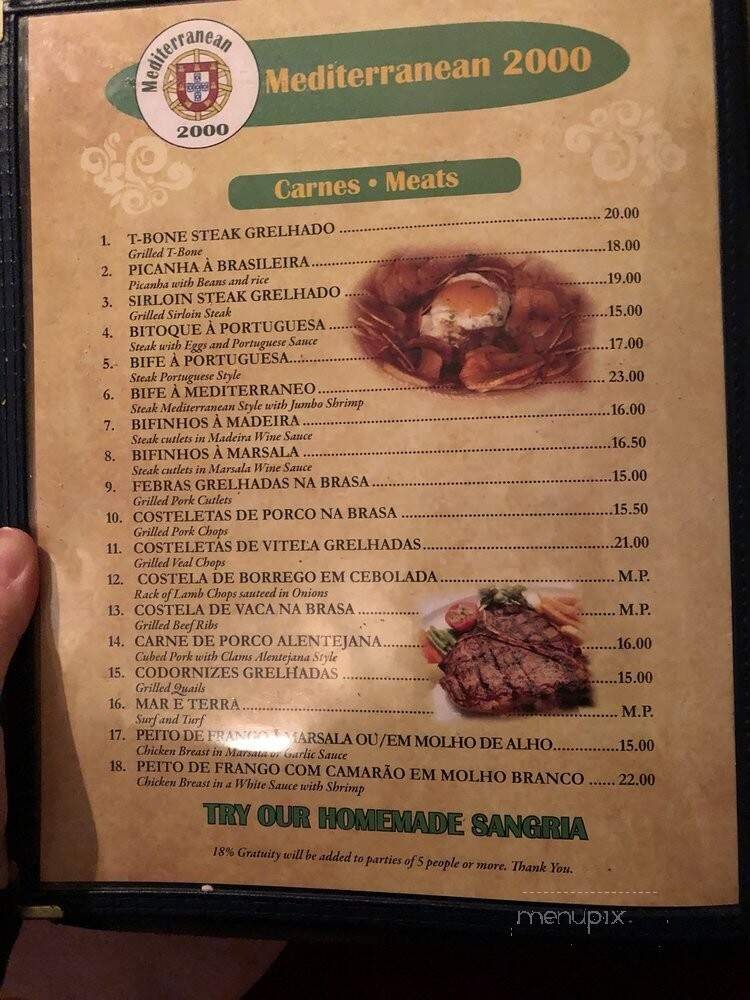 Mediterranean
2000
Mediterranean 2000
Carnes • Meats
1. T-BONE STEAK GRELHADO ........ 20.00
Grilled T-Bone
2. PICANHA À BRASILEIRA ........ 18.00
Picanha with Beans and rice
3. SIRLOIN STEAK GRELHADO ........ 19.00
Grilled Sirloin Steak
4. BITOQUE À PORTUGUESA ........ 15.00
Steak with Eggs and Portuguese Sauce
5. BIFE À PORTUGUESA ........ 17.00
Steak Portuguese Style
6. BIFE À MEDITERRANEO ........ 23.00
Steak Mediterranean Style with Jumbo Shrimp
7. BIFINHOS À MADEIRA ........ 16.00
Steak cutlets in Madeira Wine Sauce
8. BIFINHOS À MARSALA ........ 16.50
Steak cutlets in Marsala Wine Sauce
9. FEBRAS GRELHADAS NA BRASA ........ 15.00
Grilled Pork Cutlets
10. COSTELETAS DE PORCO NA BRASA ........ 15.50
Grilled Pork Chops
11. COSTELETAS DE VITELA GRELHADAS ........ 21.00
Grilled Veal Chops
12. COSTELA DE BORREGO EM CEBOLADA ........ M.P.
Rack of Lamb Chops sauteed in Onions
13. COSTELA DE VACA NA BRASA ........ M.P.
Grilled Beef Ribs
14. CARNE DE PORCO ALENTEJANA ........ 16.00
Cubed Pork with Clams Alentejana Style
15. CODORNIZES GRELHADAS ........ 15.00
Grilled Quails
16. MAR E TERRA ........ M.P.
Surf and Turf
17. PEITO DE FRANGO À MARSALA OU/EM MOLHO DE ALHO ........ 15.00
Chicken Breast in Marsala or Garlic Sauce
18. PEITO DE FRANGO COM CAMARÃO EM MOLHO BRANCO ...... 22.00
Chicken Breast in a White Sauce with Shrimp
TRY OUR HOMEMADE SANGRIA
18% Gratuity will be added to parties of 5 people or more. Thank You.
menupix